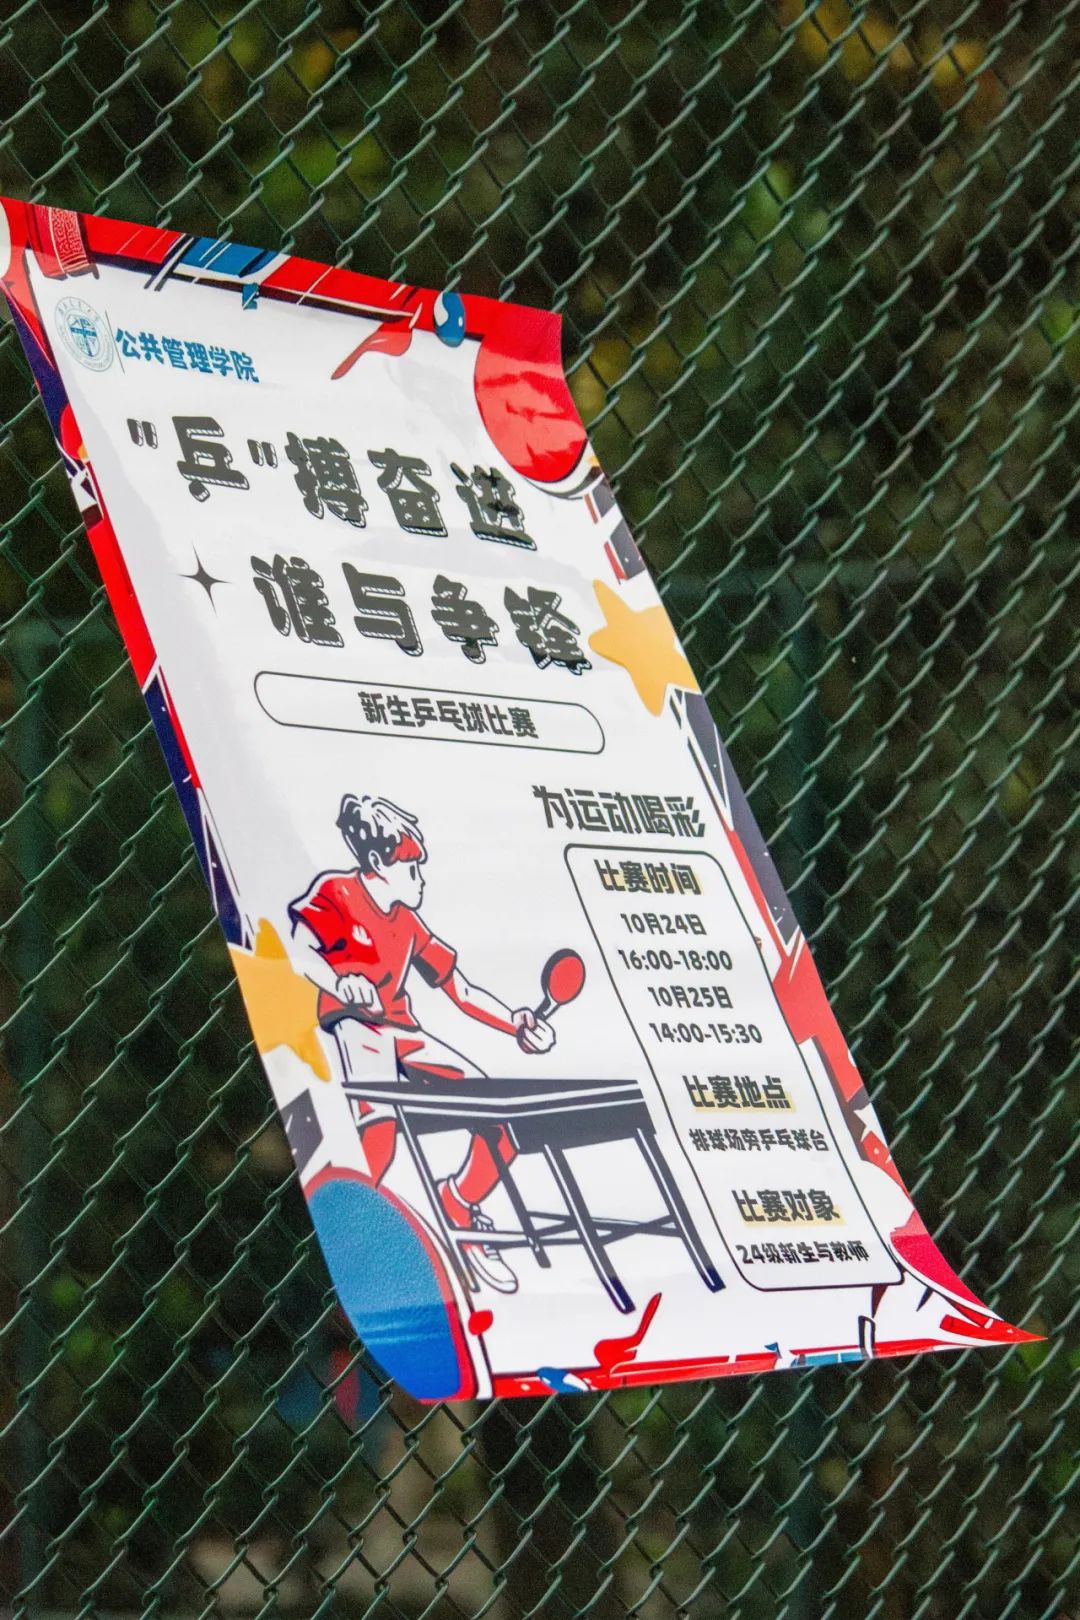 公共管理学院
"乒"搏奋进
谁与争锋
新生乒乓球比赛
为运动喝彩
比赛时间
10月24日
16:00-18:00
10月25日
14:00-15:30
比赛地点
排球场旁乒乓球台
比赛对象
24级新生与教师